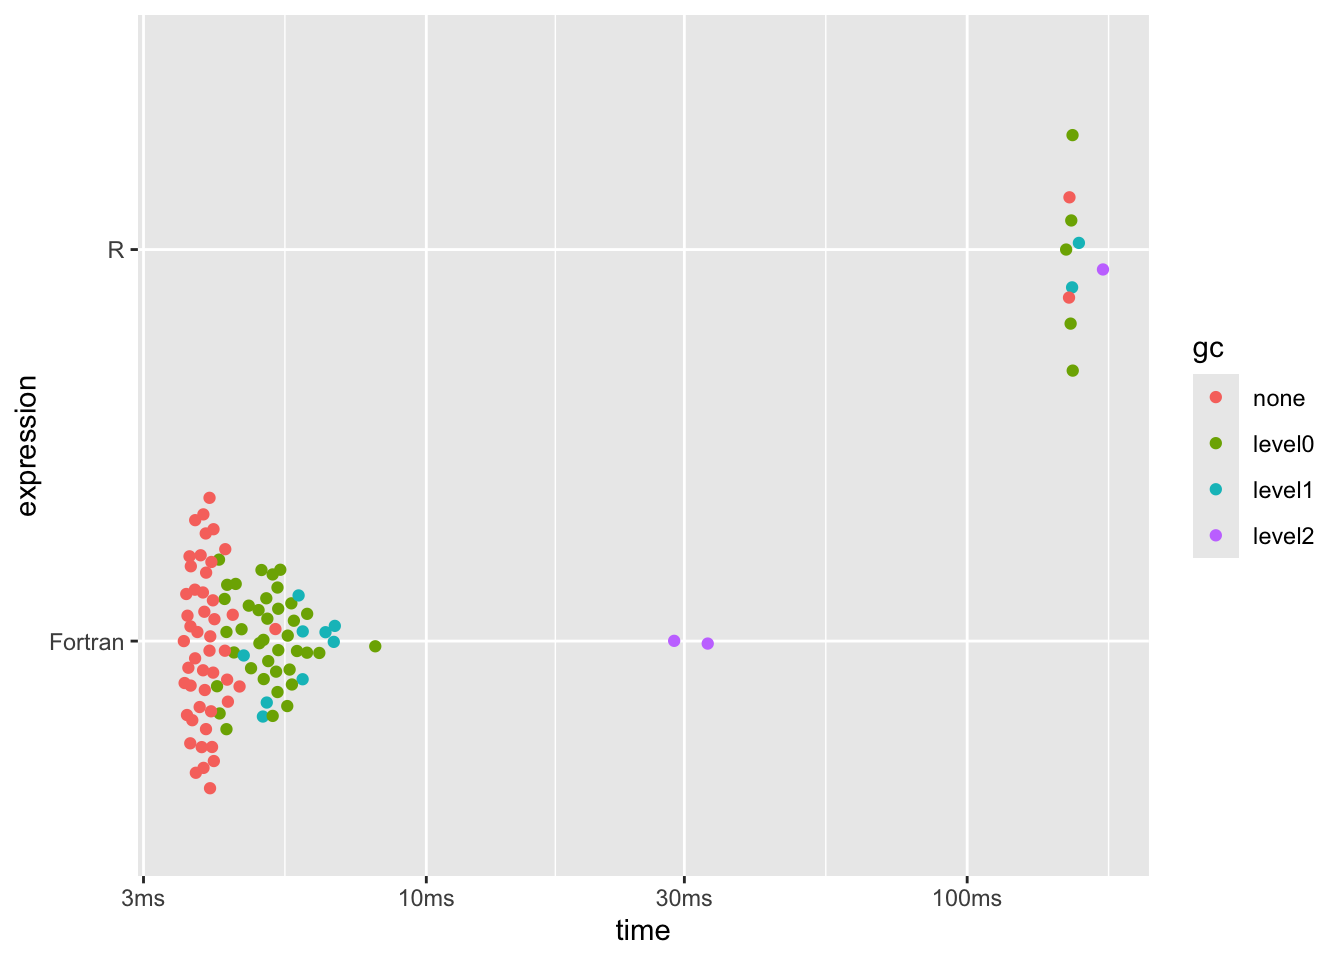 R
Fortran
expression
3ms 10ms 30ms 100ms
time
gc
none
level0
level1
level2